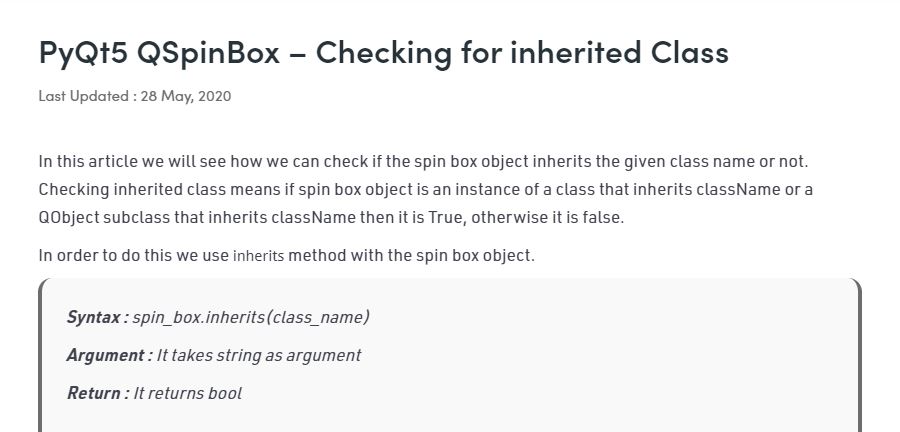 PyQt5 QSpinBox – Checking for inherited Class
Last Updated : 28 May, 2020
In this article we will see how we can check if the spin box object inherits the given class name or not.
Checking inherited class means if spin box object is an instance of a class that inherits className or a
QObject subclass that inherits className then it is True, otherwise it is false.
In order to do this we use inherits method with the spin box object.
Syntax : spin_box.inherits(class_name)
Argument : It takes string as argument
Return : It returns bool